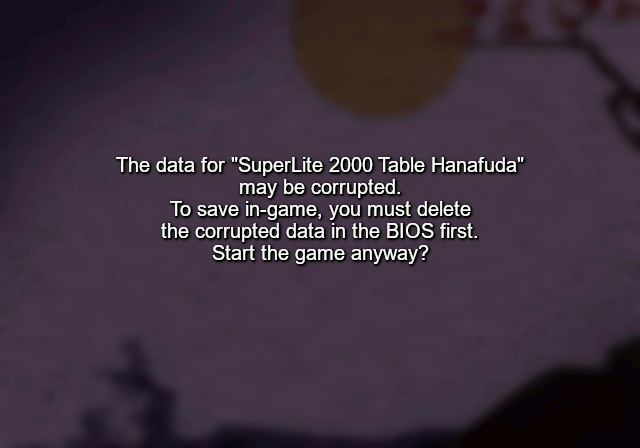 The data for "SuperLite 2000 Table Hanafuda"
may be corrupted.
To save in-game, you must delete
the corrupted data in the BIOS first.
Start the game anyway?